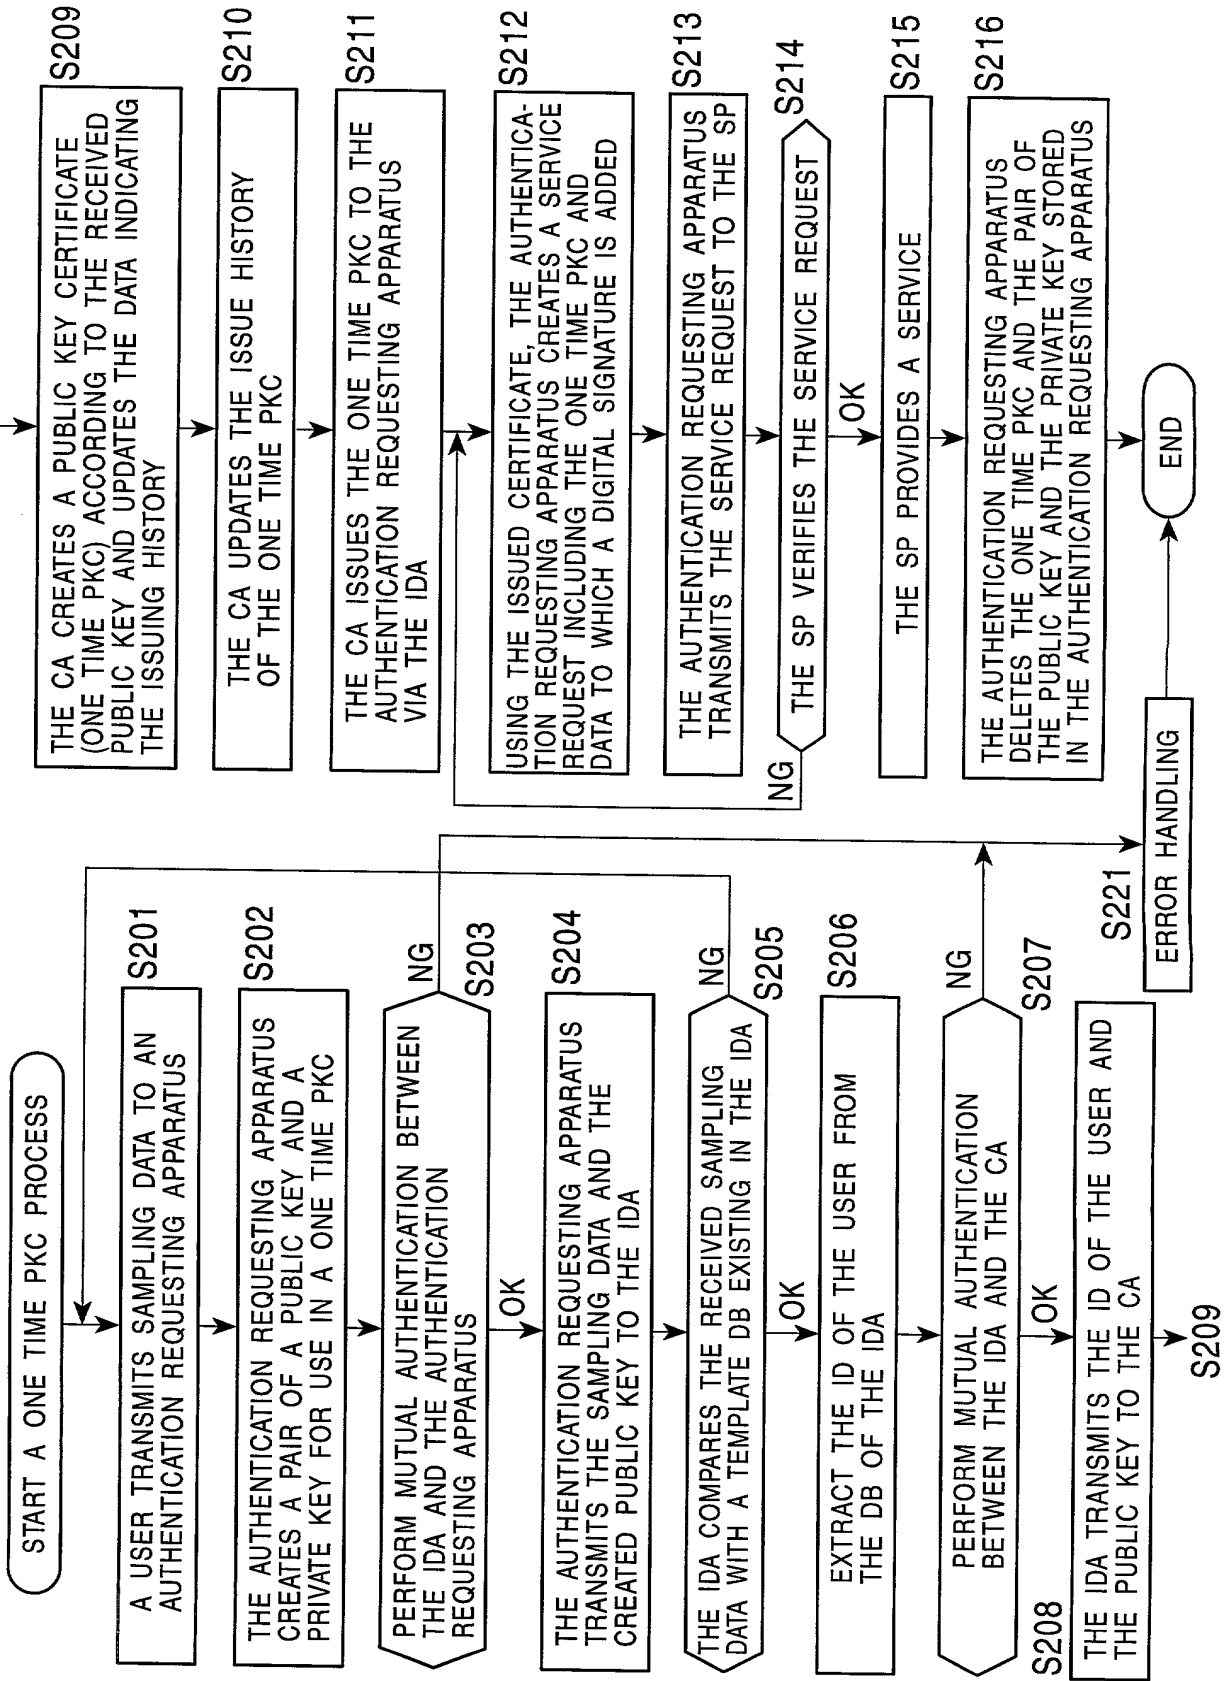 START A ONE TIME PKC PROCESS
A USER TRANSMITS SAMPLING DATA TO AN
AUTHENTICATION REQUESTING APPARATUS
S201
THE AUTHENTICATION REQUESTING APPARATUS
CREATES A PAIR OF A PUBLIC KEY AND A
PRIVATE KEY FOR USE IN A ONE TIME PKC
S202
PERFORM MUTUAL AUTHENTICATION BETWEEN
THE IDA AND THE AUTHENTICATION
REQUESTING APPARATUS
NG
S203
OK
THE AUTHENTICATION REQUESTING APPARATUS
TRANSMITS THE SAMPLING DATA AND THE
CREATED PUBLIC KEY TO THE IDA
S204
THE IDA COMPARES THE RECEIVED SAMPLING
DATA WITH A TEMPLATE DB EXISTING IN THE IDA
NG
S205
OK
EXTRACT THE ID OF THE USER FROM
THE DB OF THE IDA
S206
PERFORM MUTUAL AUTHENTICATION
BETWEEN THE IDA AND THE CA
NG
S207
OK
S208
THE IDA TRANSMITS THE ID OF THE USER AND
THE PUBLIC KEY TO THE CA
S209
THE CA CREATES A PUBLIC KEY CERTIFICATE
(ONE TIME PKC) ACCORDING TO THE RECEIVED
PUBLIC KEY AND UPDATES THE DATA INDICATING
THE ISSUING HISTORY
S209
THE CA UPDATES THE ISSUE HISTORY
OF THE ONE TIME PKC
S210
THE CA ISSUES THE ONE TIME PKC TO THE
AUTHENTICATION REQUESTING APPARATUS
VIA THE IDA
S211
USING THE ISSUED CERTIFICATE, THE AUTHENTICA-
TION REQUESTING APPARATUS CREATES A SERVICE
REQUEST INCLUDING THE ONE TIME PKC AND
DATA TO WHICH A DIGITAL SIGNATURE IS ADDED
S212
THE AUTHENTICATION REQUESTING APPARATUS
TRANSMITS THE SERVICE REQUEST TO THE SP
S213
THE SP VERIFIES THE SERVICE REQUEST
S214
NG
OK
THE SP PROVIDES A SERVICE
S215
THE AUTHENTICATION REQUESTING APPARATUS
DELETES THE ONE TIME PKC AND THE PAIR OF
THE PUBLIC KEY AND THE PRIVATE KEY STORED
IN THE AUTHENTICATION REQUESTING APPARATUS
S216
S221
ERROR HANDLING
END